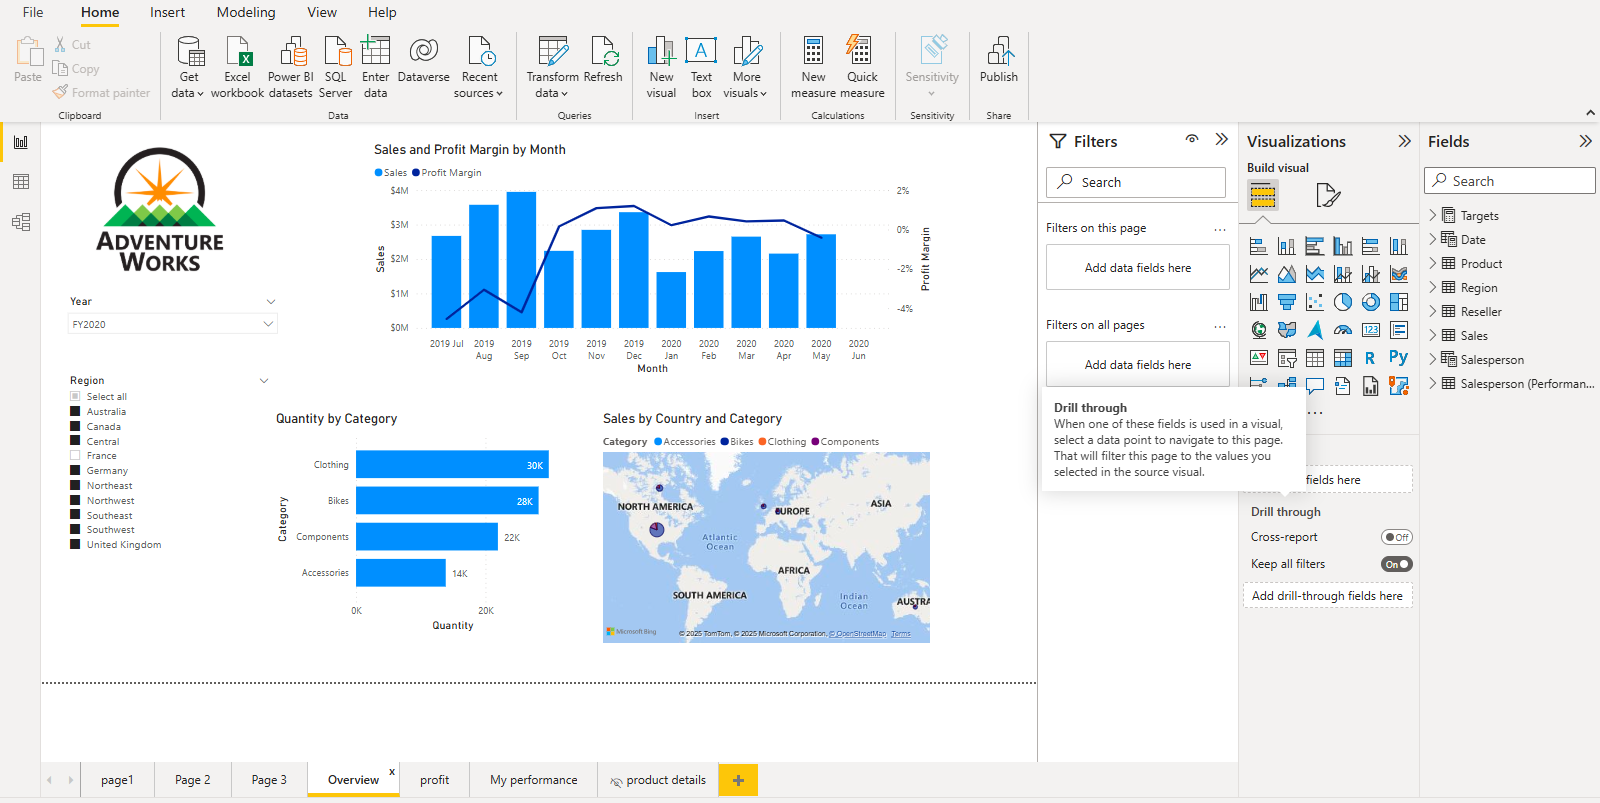 File Home Insert Modeling View Help
Paste
Cut
Copy
Format painter
Clipboard
Get data
Excel workbook
Power BI datasets
SQL Server
Enter data
Dataverse
Recent sources
Data
Transform data
Refresh
Queries
New visual
Text box
More visuals
Insert
New measure
Quick measure
Calculations
Sensitivity
Sensitivity
Publish
Share
ADVENTURE
WORKS
Year
FY2020
Region
Select all
Australia
Canada
Central
France
Germany
Northeast
Northwest
Southeast
Southwest
United Kingdom
Sales and Profit Margin by Month
Sales Profit Margin
$4M
$3M
$2M
$1M
$0M
Sales
2%
0%
-2%
-4%
Profit Margin
2019 Jul
2019 Aug
2019 Sep
2019 Oct
2019 Nov
2019 Dec
2020 Jan
2020 Feb
2020 Mar
2020 Apr
2020 May
2020 Jun
Month
Quantity by Category
Category
Clothing 30K
Bikes 28K
Components 22K
Accessories 14K
0K 20K
Quantity
Sales by Country and Category
Category Accessories Bikes Clothing Components
NORTH AMERICA
EUROPE
ASIA
Atlantic
Ocean
AFRICA
SOUTH AMERICA
Indian
Ocean
AUSTRA
Microsoft Bing
© 2025 TomTom, © 2025 Microsoft Corporation, © OpenStreetMap Terms
Filters
Search
Filters on this page ...
Add data fields here
Filters on all pages ...
Add data fields here
Drill through
When one of these fields is used in a visual,
select a data point to navigate to this page.
That will filter this page to the values you
selected in the source visual.
Visualizations
Build visual
123
R Py
...
fields here
Drill through
Cross-report Off
Keep all filters On
Add drill-through fields here
Fields
Search
Targets
Date
Product
Region
Reseller
Sales
Salesperson
Salesperson (Performan...
page1
Page 2
Page 3
Overview x
profit
My performance
product details
+